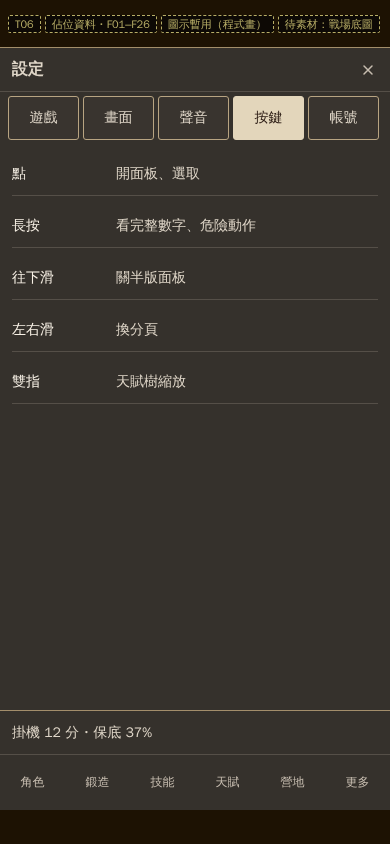 T06 佔位資料・F01—F26 圖示暫用（程式畫） 待素材：戰場底圖
設定 ×
遊戲 畫面 聲音 按鍵 帳號
點 開面板、選取
長按 看完整數字、危險動作
往下滑 關半版面板
左右滑 換分頁
雙指 天賦樹縮放
掛機 12 分・保底 37%
角色 鍛造 技能 天賦 營地 更多